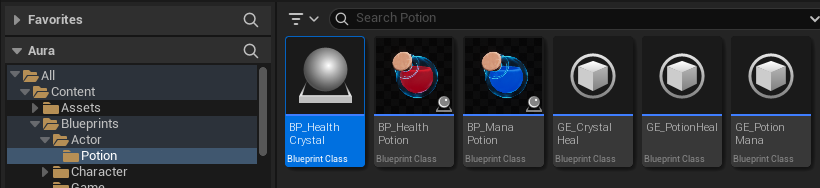 Favorites
Search Potion
Aura
All
Content
Assets
Blueprints
Actor
Potion
Character
Game
BP_Health
Crystal
Blueprint Class
BP_Health
Potion
Blueprint Class
BP_Mana
Potion
Blueprint Class
GE_Crystal
Heal
Blueprint Class
GE_PotionHeal
Blueprint Class
GE_Potion
Mana
Blueprint Class